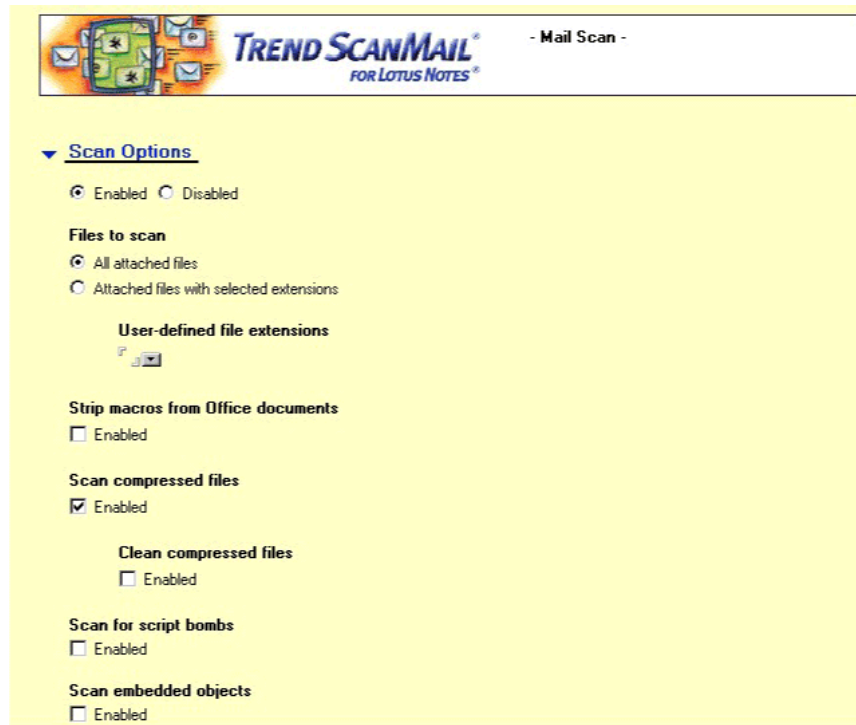 TREND SCANMAIL®
FOR LOTUS NOTES®
- Mail Scan -
Scan Options
Enabled Disabled
Files to scan
All attached files
Attached files with selected extensions
User-defined file extensions
Strip macros from Office documents
Enabled
Scan compressed files
Enabled
Clean compressed files
Enabled
Scan for script bombs
Enabled
Scan embedded objects
Enabled